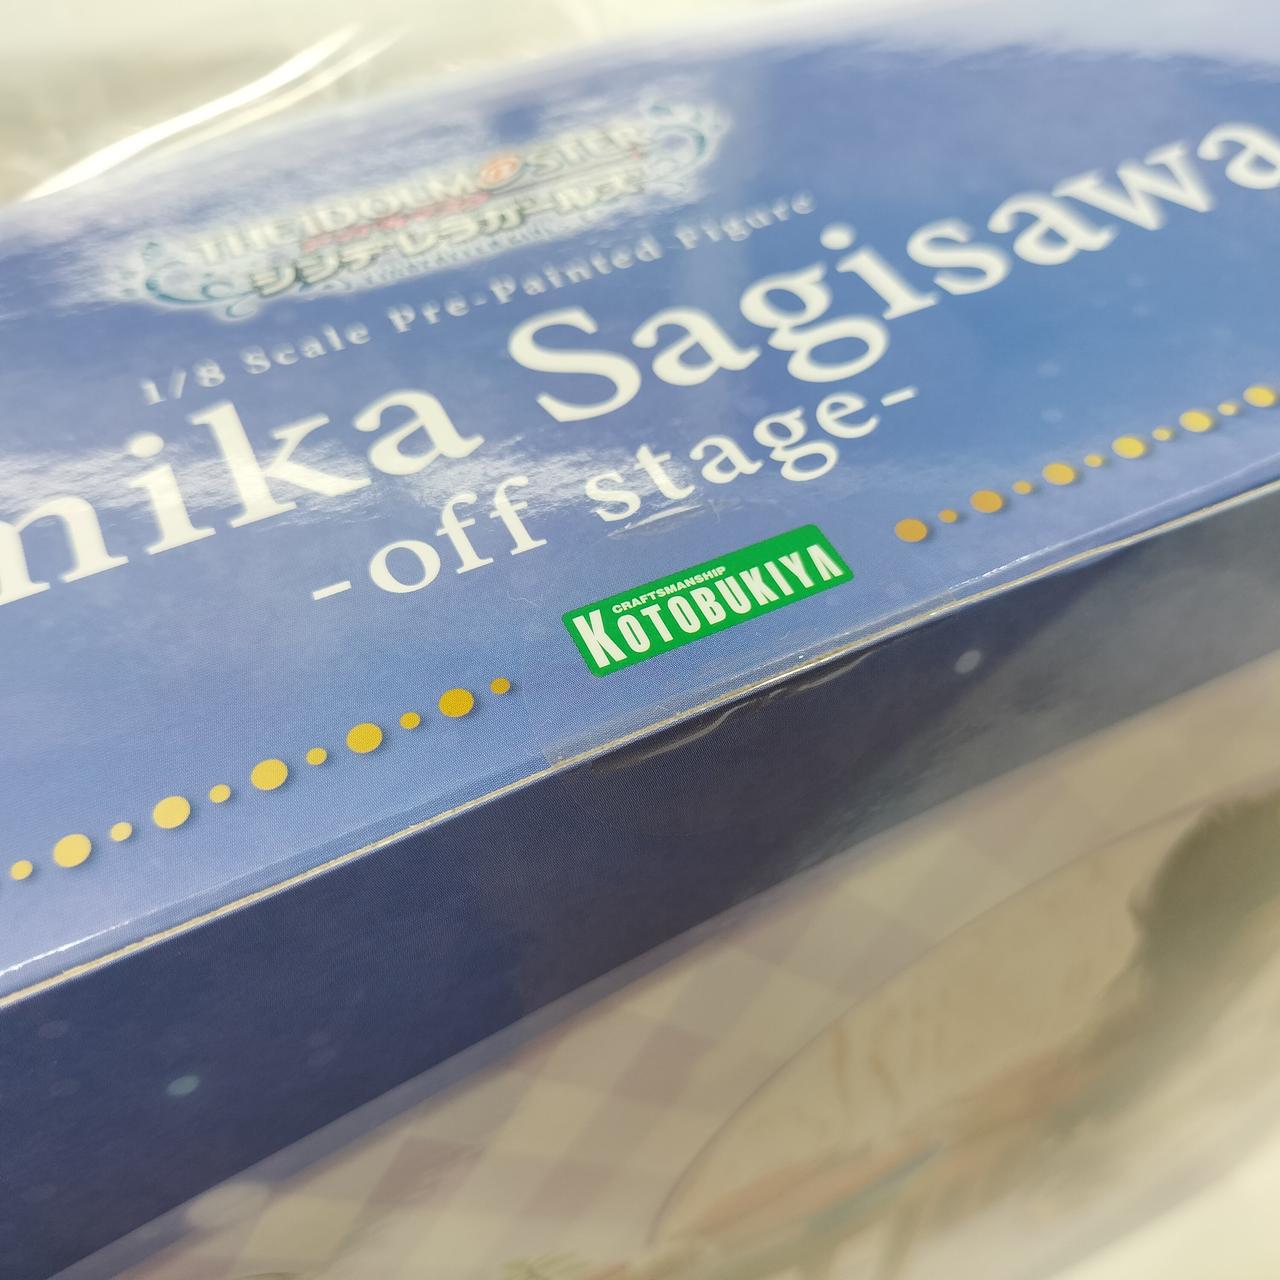 THE IDOLM@STER
シンデレラガールズ
1/8 Scale Pre-Painted Figure
mika Sagisawa
-off stage-
CRAFTSMANSHIP
KOTOBUKIYA